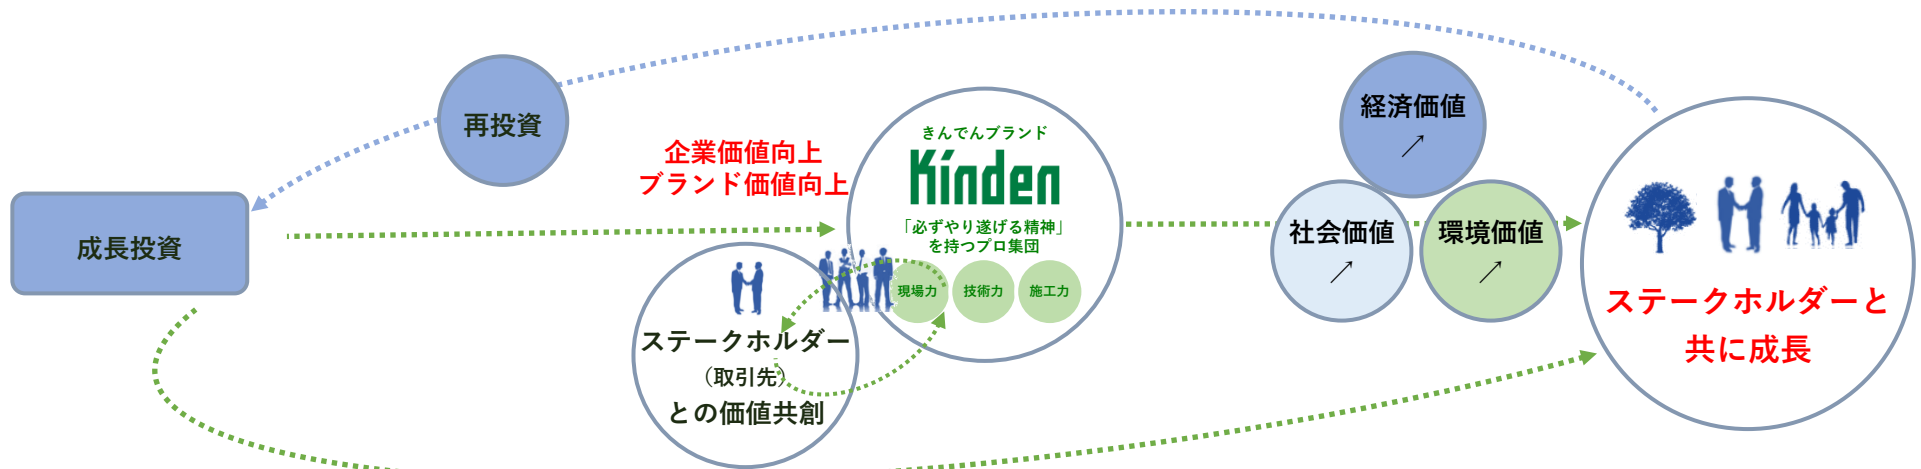 再投資
成長投資
企業価値向上
ブランド価値向上
きんでんブランド
Kinden
「必ずやり遂げる精神」
を持つプロ集団
現場力
技術力
施工力
ステークホルダー
（取引先）
との価値共創
経済価値
↗
社会価値
↗
環境価値
↗
ステークホルダーと
共に成長